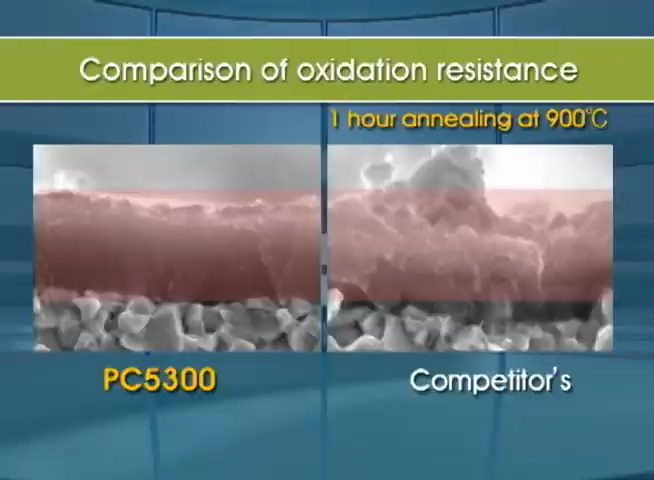 Comparison of oxidation resistance
1 hour annealing at 900℃
PC5300
Competitor's